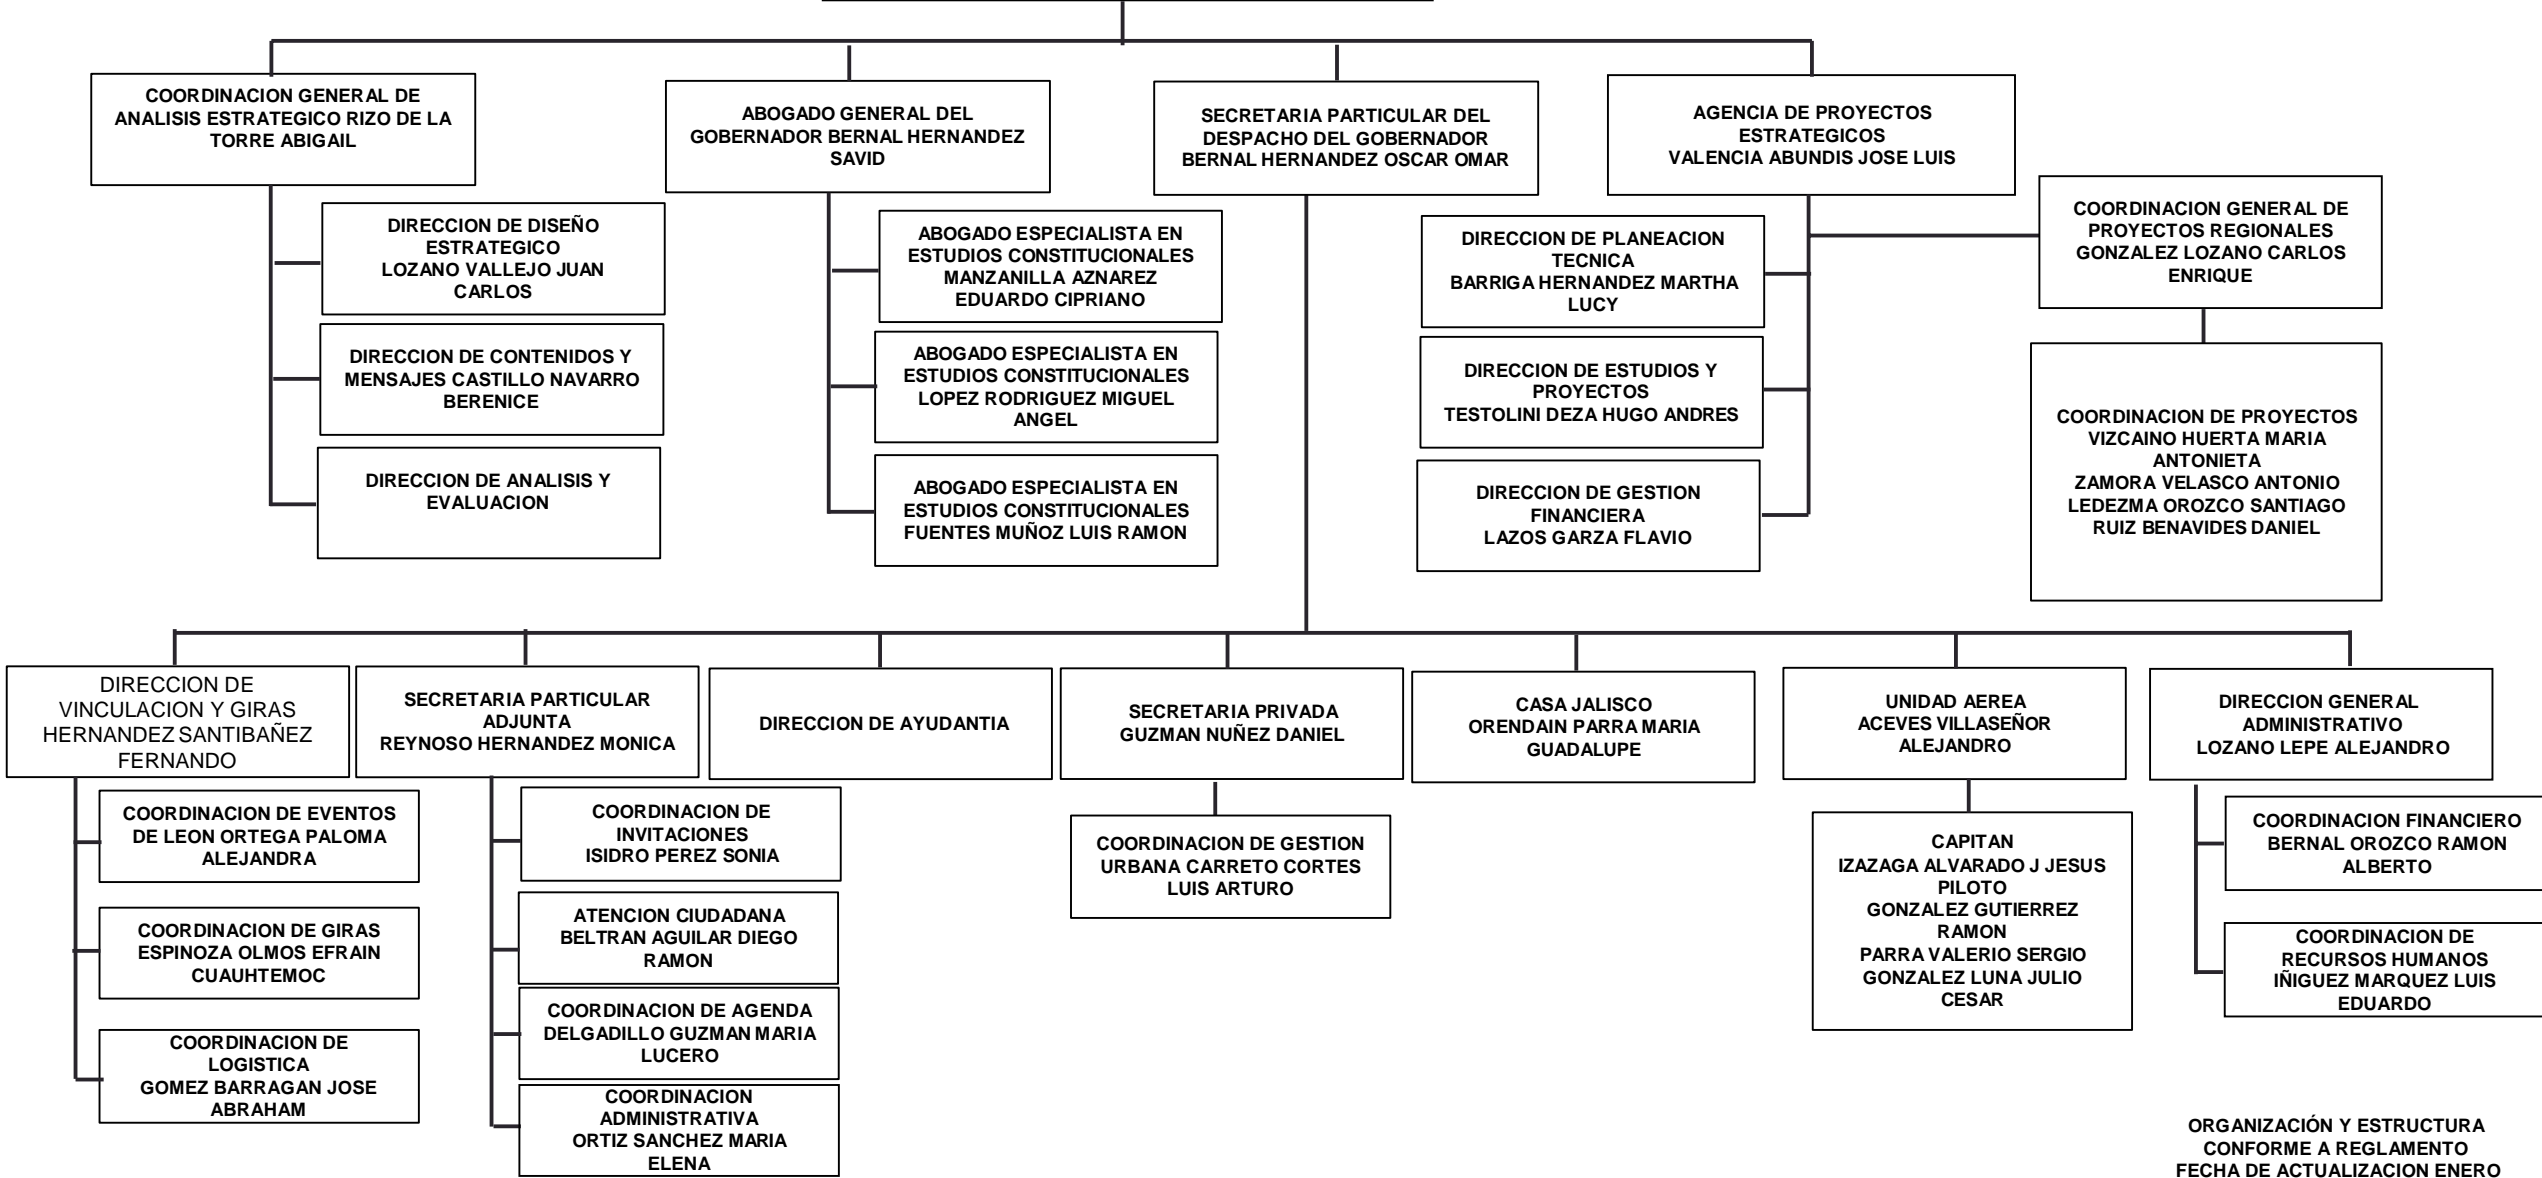 COORDINACION GENERAL DE
ANALISIS ESTRATEGICO RIZO DE LA
TORRE ABIGAIL
ABOGADO GENERAL DEL
GOBERNADOR BERNAL HERNANDEZ
SAVID
SECRETARIA PARTICULAR DEL
DESPACHO DEL GOBERNADOR
BERNAL HERNANDEZ OSCAR OMAR
AGENCIA DE PROYECTOS
ESTRATEGICOS
VALENCIA ABUNDIS JOSE LUIS
DIRECCION DE DISEÑO
ESTRATEGICO
LOZANO VALLEJO JUAN
CARLOS
DIRECCION DE CONTENIDOS Y
MENSAJES CASTILLO NAVARRO
BERENICE
DIRECCION DE ANALISIS Y
EVALUACION
ABOGADO ESPECIALISTA EN
ESTUDIOS CONSTITUCIONALES
MANZANILLA AZNAREZ
EDUARDO CIPRIANO
ABOGADO ESPECIALISTA EN
ESTUDIOS CONSTITUCIONALES
LOPEZ RODRIGUEZ MIGUEL
ANGEL
ABOGADO ESPECIALISTA EN
ESTUDIOS CONSTITUCIONALES
FUENTES MUÑOZ LUIS RAMON
DIRECCION DE PLANEACION
TECNICA
BARRIGA HERNANDEZ MARTHA
LUCY
DIRECCION DE ESTUDIOS Y
PROYECTOS
TESTOLINI DEZA HUGO ANDRES
DIRECCION DE GESTION
FINANCIERA
LAZOS GARZA FLAVIO
COORDINACION GENERAL DE
PROYECTOS REGIONALES
GONZALEZ LOZANO CARLOS
ENRIQUE
COORDINACION DE PROYECTOS
VIZCAINO HUERTA MARIA
ANTONIETA
ZAMORA VELASCO ANTONIO
LEDEZMA OROZCO SANTIAGO
RUIZ BENAVIDES DANIEL
DIRECCION DE
VINCULACION Y GIRAS
HERNANDEZ SANTIBAÑEZ
FERNANDO
SECRETARIA PARTICULAR
ADJUNTA
REYNOSO HERNANDEZ MONICA
DIRECCION DE AYUDANTIA
SECRETARIA PRIVADA
GUZMAN NUÑEZ DANIEL
CASA JALISCO
ORENDAIN PARRA MARIA
GUADALUPE
UNIDAD AEREA
ACEVES VILLASEÑOR
ALEJANDRO
DIRECCION GENERAL
ADMINISTRATIVO
LOZANO LEPE ALEJANDRO
COORDINACION DE EVENTOS
DE LEON ORTEGA PALOMA
ALEJANDRA
COORDINACION DE GIRAS
ESPINOZA OLMOS EFRAIN
CUAUHTEMOC
COORDINACION DE
LOGISTICA
GOMEZ BARRAGAN JOSE
ABRAHAM
COORDINACION DE
INVITACIONES
ISIDRO PEREZ SONIA
ATENCION CIUDADANA
BELTRAN AGUILAR DIEGO
RAMON
COORDINACION DE AGENDA
DELGADILLO GUZMAN MARIA
LUCERO
COORDINACION
ADMINISTRATIVA
ORTIZ SANCHEZ MARIA
ELENA
COORDINACION DE GESTION
URBANA CARRETO CORTES
LUIS ARTURO
CAPITAN
IZAZAGA ALVARADO J JESUS
PILOTO
GONZALEZ GUTIERREZ
RAMON
PARRA VALERIO SERGIO
GONZALEZ LUNA JULIO
CESAR
COORDINACION FINANCIERO
BERNAL OROZCO RAMON
ALBERTO
COORDINACION DE
RECURSOS HUMANOS
IÑIGUEZ MARQUEZ LUIS
EDUARDO
ORGANIZACIÓN Y ESTRUCTURA
CONFORME A REGLAMENTO
FECHA DE ACTUALIZACION ENERO